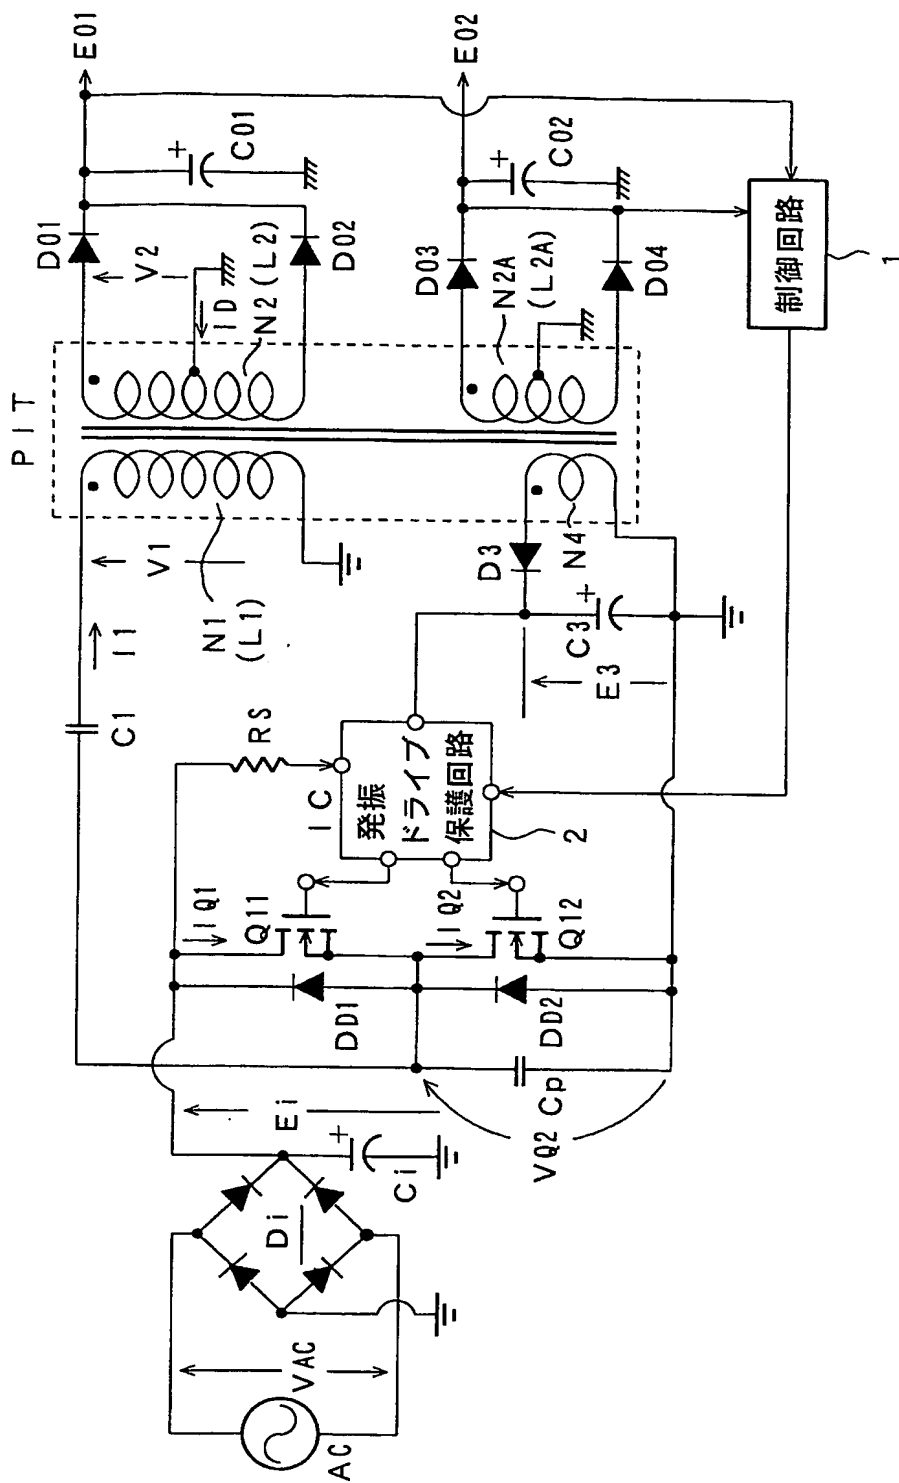 AC
VAC
Di
Ci
Ei
VQ2
Cp
DD1
DD2
Q11
Q12
IQ1
IQ2
RS
IC
発振
ドライブ
保護回路
2
C1
I1
V1
N1
(L1)
PIT
D3
C3
E3
N4
N2(L2)
ID
V2
D01
D02
C01
E01
N2A
(L2A)
D03
D04
C02
E02
制御回路
1
+
+
+
+